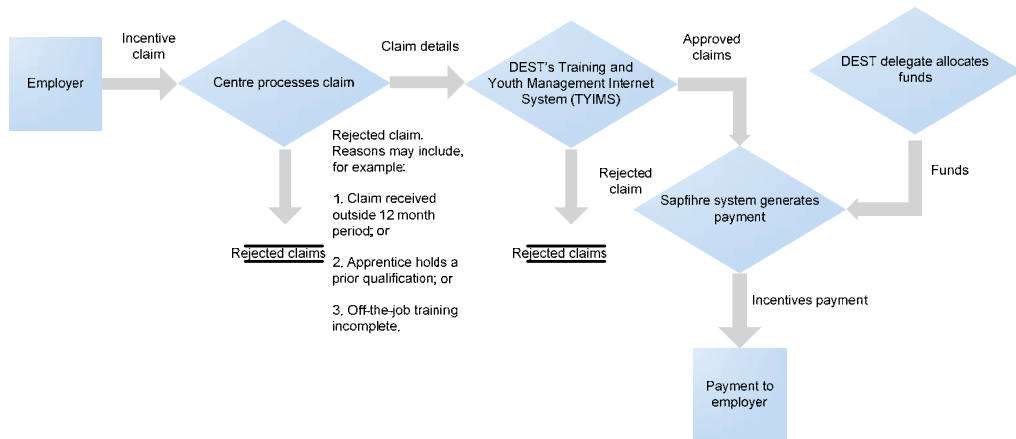 Employer
Incentive
claim
Centre processes claim
Claim details
DEST's Training and
Youth Management Internet
System (TYIMS)
Approved
claims
DEST delegate allocates
funds
Rejected claim.
Reasons may include,
for example:
1. Claim received
outside 12 month
period; or
2. Apprentice holds a
prior qualification; or
3. Off-the-job training
incomplete.
Rejected claims
Rejected
claim
Rejected claims
Sapfihre system generates
payment
Funds
Incentives payment
Payment to
employer